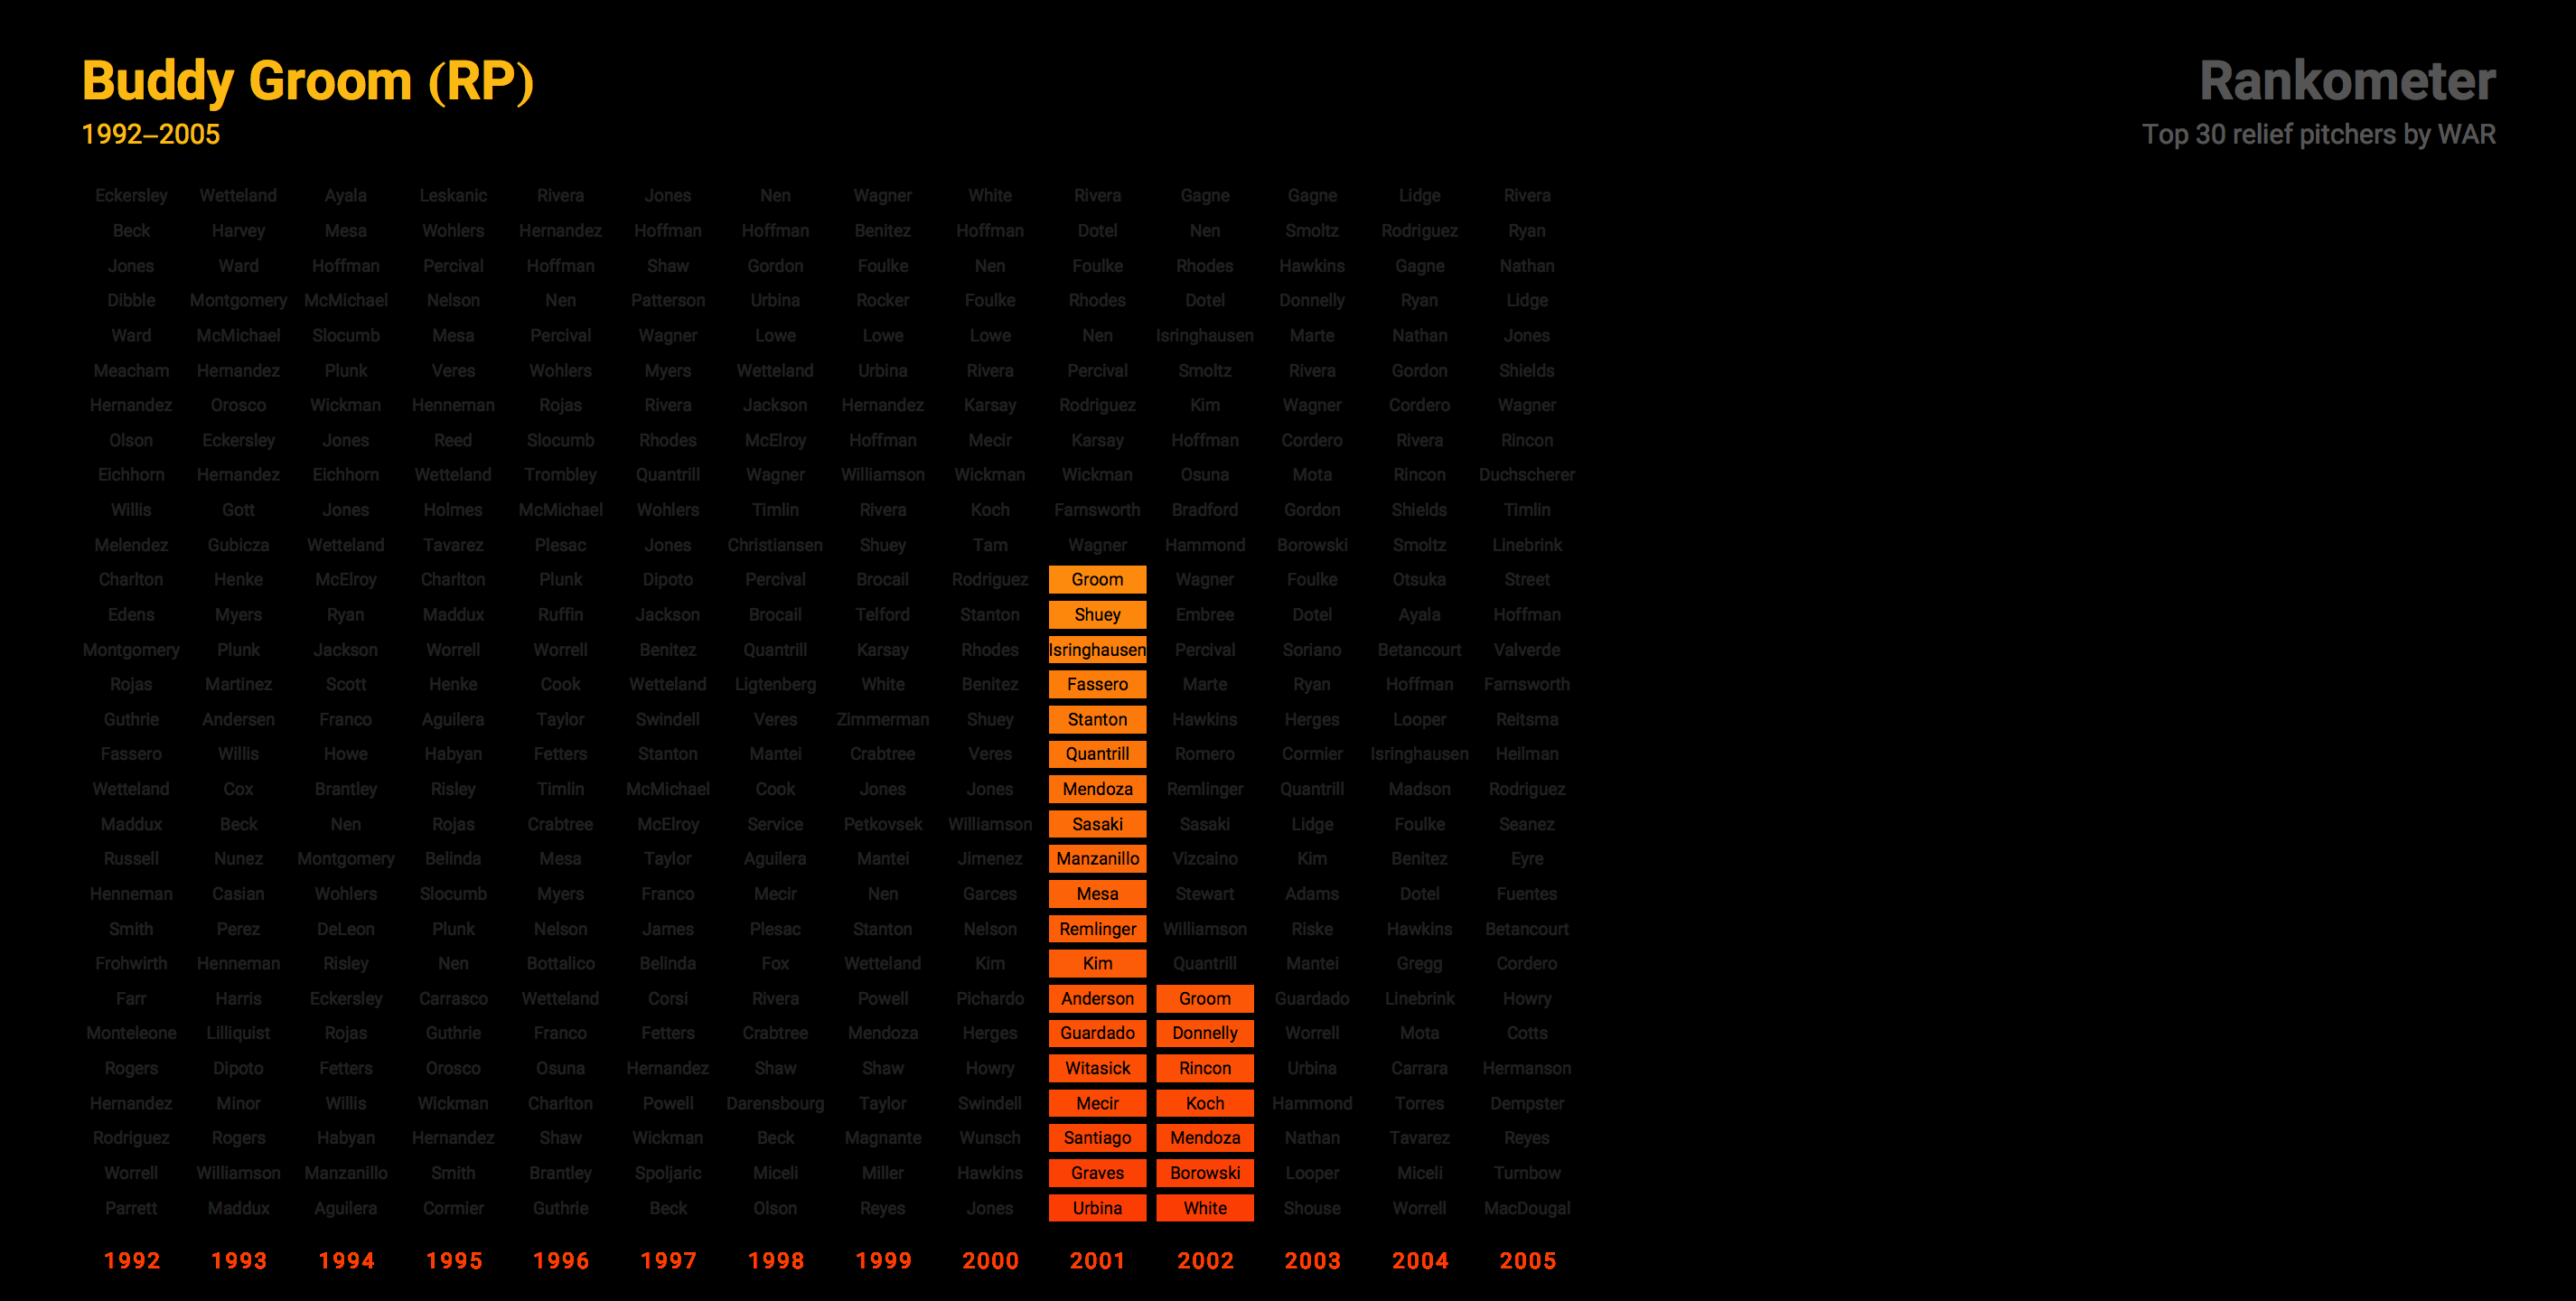 Buddy Groom (RP)
1992–2005
Rankometer
Top 30 relief pitchers by WAR
Eckersley Wetteland Ayala Leskanic Rivera Jones Nen Wagner White Rivera Gagne Gagne Lidge Rivera
Beck Harvey Mesa Wohlers Hernandez Hoffman Hoffman Benitez Hoffman Dotel Nen Smoltz Rodriguez Ryan
Jones Ward Hoffman Percival Hoffman Shaw Gordon Foulke Nen Foulke Rhodes Hawkins Gagne Nathan
Dibble Montgomery McMichael Nelson Nen Patterson Urbina Rocker Foulke Rhodes Dotel Donnelly Ryan Lidge
Ward McMichael Slocumb Mesa Percival Wagner Lowe Lowe Lowe Nen Isringhausen Marte Nathan Jones
Meacham Hernandez Plunk Veres Wohlers Myers Wetteland Urbina Rivera Percival Smoltz Rivera Gordon Shields
Hernandez Orosco Wickman Henneman Rojas Rivera Jackson Hernandez Karsay Rodriguez Kim Wagner Cordero Wagner
Olson Eckersley Jones Reed Slocumb Rhodes McElroy Hoffman Mecir Karsay Hoffman Cordero Rivera Rincon
Eichhorn Hernandez Eichhorn Wetteland Trombley Quantrill Wagner Williamson Wickman Wickman Osuna Mota Rincon Duchscherer
Willis Gott Jones Holmes McMichael Wohlers Timlin Rivera Koch Farnsworth Bradford Gordon Shields Timlin
Melendez Gubicza Wetteland Tavarez Plesac Jones Christiansen Shuey Tam Wagner Hammond Borowski Smoltz Linebrink
Charlton Henke McElroy Charlton Plunk Dipoto Percival Brocail Rodriguez Groom Wagner Foulke Otsuka Street
Edens Myers Ryan Maddux Ruffin Jackson Brocail Telford Stanton Shuey Embree Dotel Ayala Hoffman
Montgomery Plunk Jackson Worrell Worrell Benitez Quantrill Karsay Rhodes Isringhausen Percival Soriano Betancourt Valverde
Rojas Martinez Scott Henke Cook Wetteland Ligtenberg White Benitez Fassero Marte Ryan Hoffman Farnsworth
Guthrie Andersen Franco Aguilera Taylor Swindell Veres Zimmerman Shuey Stanton Hawkins Herges Looper Reitsma
Fassero Willis Howe Habyan Fetters Stanton Mantei Crabtree Veres Quantrill Romero Cormier Isringhausen Heilman
Wetteland Cox Brantley Risley Timlin McMichael Cook Jones Jones Mendoza Remlinger Quantrill Madson Rodriguez
Maddux Beck Nen Rojas Crabtree McElroy Service Petkovsek Williamson Sasaki Sasaki Lidge Foulke Seanez
Russell Nunez Montgomery Belinda Mesa Taylor Aguilera Mantei Jimenez Manzanillo Vizcaino Kim Benitez Eyre
Henneman Casian Wohlers Slocumb Myers Franco Mecir Nen Garces Mesa Stewart Adams Dotel Fuentes
Smith Perez DeLeon Plunk Nelson James Plesac Stanton Nelson Remlinger Williamson Riske Hawkins Betancourt
Frohwirth Henneman Risley Nen Bottalico Belinda Fox Wetteland Kim Kim Quantrill Mantei Gregg Cordero
Farr Harris Eckersley Carrasco Wetteland Corsi Rivera Powell Pichardo Anderson Groom Guardado Linebrink Howry
Monteleone Lilliquist Rojas Guthrie Franco Fetters Crabtree Mendoza Herges Guardado Donnelly Worrell Mota Cotts
Rogers Dipoto Fetters Orosco Osuna Hernandez Shaw Shaw Howry Witasick Rincon Urbina Carrara Hermanson
Hernandez Minor Willis Wickman Charlton Powell Darensbourg Taylor Swindell Mecir Koch Hammond Torres Dempster
Rodriguez Rogers Habyan Hernandez Shaw Wickman Beck Magnante Wunsch Santiago Mendoza Nathan Tavarez Reyes
Worrell Williamson Manzanillo Smith Brantley Spoljaric Miceli Miller Hawkins Graves Borowski Looper Miceli Turnbow
Parrett Maddux Aguilera Cormier Guthrie Beck Olson Reyes Jones Urbina White Shouse Worrell MacDougal
1992 1993 1994 1995 1996 1997 1998 1999 2000 2001 2002 2003 2004 2005